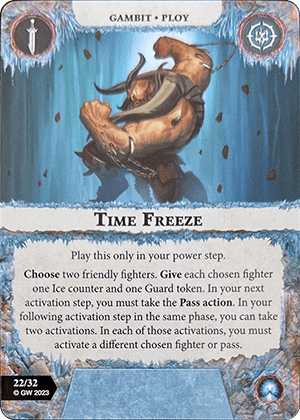 GAMBIT • PLOY
TIME FREEZE
Play this only in your power step.
Choose two friendly fighters. Give each chosen fighter
one Ice counter and one Guard token. In your next
activation step, you must take the Pass action. In your
following activation step in the same phase, you can take
two activations. In each of those activations, you must
activate a different chosen fighter or pass.
22/32
© GW 2023